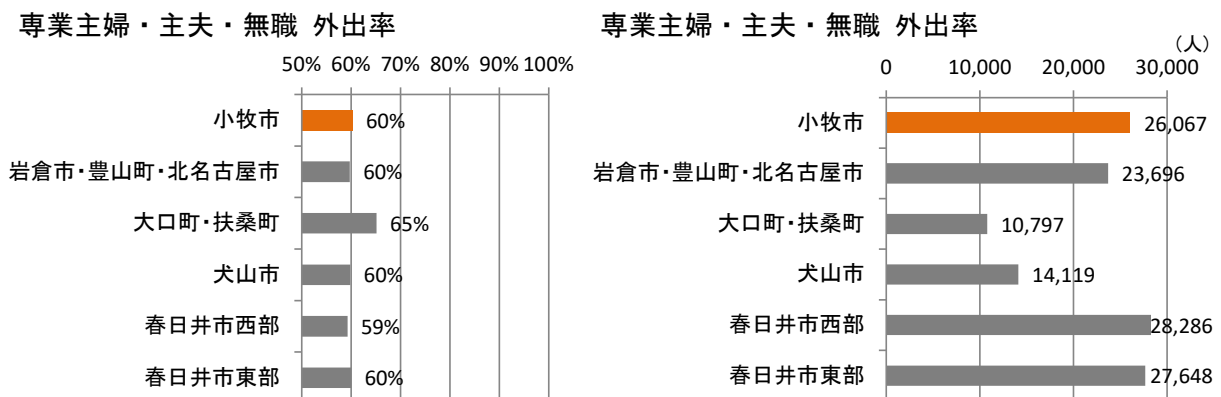 専業主婦・主夫・無職 外出率
50% 60% 70% 80% 90% 100%
小牧市 60%
岩倉市・豊山町・北名古屋市 60%
大口町・扶桑町 65%
犬山市 60%
春日井市西部 59%
春日井市東部 60%
専業主婦・主夫・無職 外出率
（人）
0 10,000 20,000 30,000
小牧市 26,067
岩倉市・豊山町・北名古屋市 23,696
大口町・扶桑町 10,797
犬山市 14,119
春日井市西部 28,286
春日井市東部 27,648